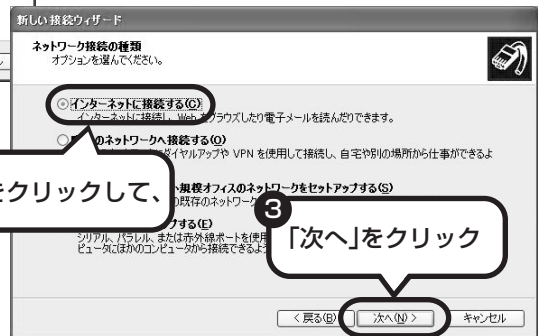 新しい接続ウィザード
ネットワーク接続の種類
オプションを選んでください。
インターネットに接続する(C)
インターネットに接続し、Web をブラウズしたり電子メールを読んだりできます。
のネットワークへ接続する(O)
ダイヤルアップや VPN を使用して接続し、自宅や別の場所から仕事ができるよ
規模オフィスのネットワークをセットアップする(S)
の既存のネットワーク
をクリックして、
❸
「次へ」をクリック
プする(E)
シリアル、パラレル、または赤外線ポートを使用
ピュータにほかのコンピュータから接続できるよ
< 戻る(B)
次へ(N) >
キャンセル